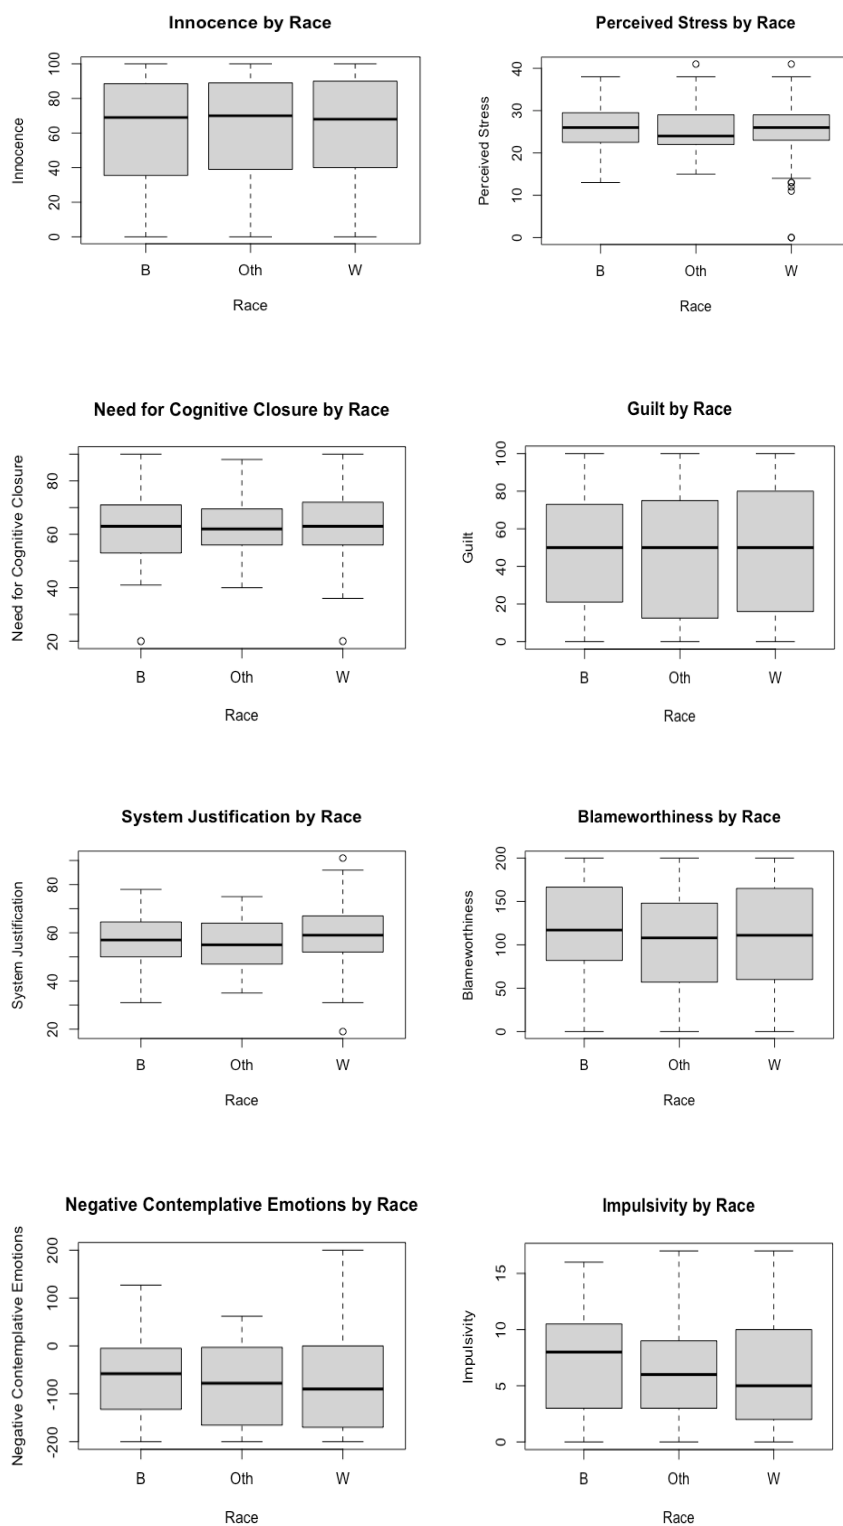 Innocence by Race
Innocence
0 20 40 60 80 100
B Oth W
Race
Perceived Stress by Race
Perceived Stress
0 10 20 30 40
B Oth W
Race
Need for Cognitive Closure by Race
Need for Cognitive Closure
20 40 60 80
B Oth W
Race
Guilt by Race
Guilt
0 20 40 60 80 100
B Oth W
Race
System Justification by Race
System Justification
20 40 60 80
B Oth W
Race
Blameworthiness by Race
Blameworthiness
0 50 100 150 200
B Oth W
Race
Negative Contemplative Emotions by Race
Negative Contemplative Emotions
-200 -100 0 100 200
B Oth W
Race
Impulsivity by Race
Impulsivity
0 5 10 15
B Oth W
Race